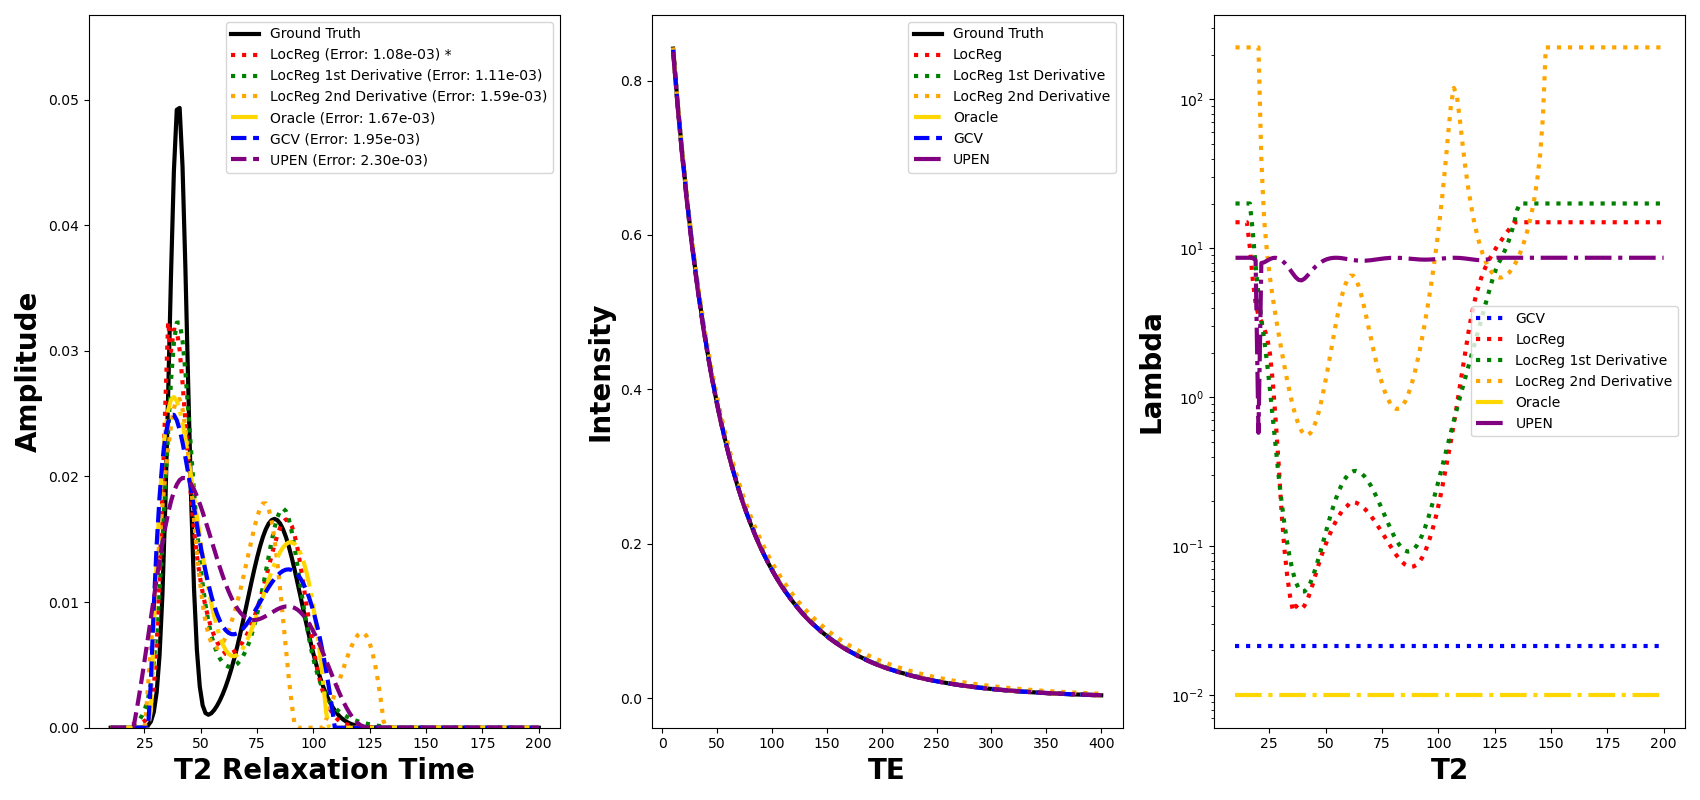 Ground Truth
LocReg (Error: 1.08e-03) *
LocReg 1st Derivative (Error: 1.11e-03)
LocReg 2nd Derivative (Error: 1.59e-03)
Oracle (Error: 1.67e-03)
GCV (Error: 1.95e-03)
UPEN (Error: 2.30e-03)
0.05
0.04
0.03
0.02
0.01
0.00
Amplitude
25 50 75 100 125 150 175 200
T2 Relaxation Time
Ground Truth
LocReg
LocReg 1st Derivative
LocReg 2nd Derivative
Oracle
GCV
UPEN
0.8
0.6
0.4
0.2
0.0
Intensity
0 50 100 150 200 250 300 350 400
TE
10²
10¹
10⁰
10⁻¹
10⁻²
Lambda
GCV
LocReg
LocReg 1st Derivative
LocReg 2nd Derivative
Oracle
UPEN
25 50 75 100 125 150 175 200
T2